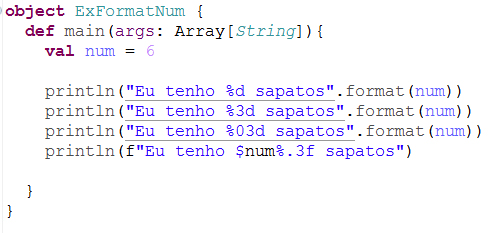 object ExFormatNum {
  def main(args: Array[String]){
    val num = 6

    println("Eu tenho %d sapatos".format(num))
    println("Eu tenho %3d sapatos".format(num))
    println("Eu tenho %03d sapatos".format(num))
    println(f"Eu tenho $num%.3f sapatos")

  }
}